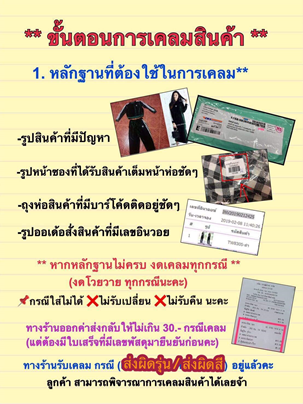 ** ขั้นตอนการเคลมสินค้า **
1. หลักฐานที่ต้องใช้ในการเคลม**
-รูปสินค้าที่มีปัญหา
-รูปหน้าซองที่ได้รับสินค้าเต็มหน้าห่อชัดๆ
-ถุงห่อสินค้าที่มีบาร์โค้ดติดอยู่ชัดๆ
-รูปออเด้อสั่งสินค้าที่มีเลขอินวอย
** หากหลักฐานไม่ครบ งดเคลมทุกกรณี **
(งดโวยวาย ทุกกรณีนะคะ)
📌กรณีใส่ไม่ได้ ❌ไม่รับเปลี่ยน ❌ไม่รับคืน นะคะ
ทางร้านออกค่าส่งกลับให้ไม่เกิน 30.- กรณีเคลม
(แต่ต้องมีใบเสร็จที่มีเลขพัสดุมายืนยันก่อนคะ)
ทางร้านรับเคลม กรณี ( ส่งผิดรุ่น / ส่งผิดสี ) อยู่แล้วคะ
ลูกค้า สามารถพิจารณาการเคลมสินค้าได้เลยจ้า